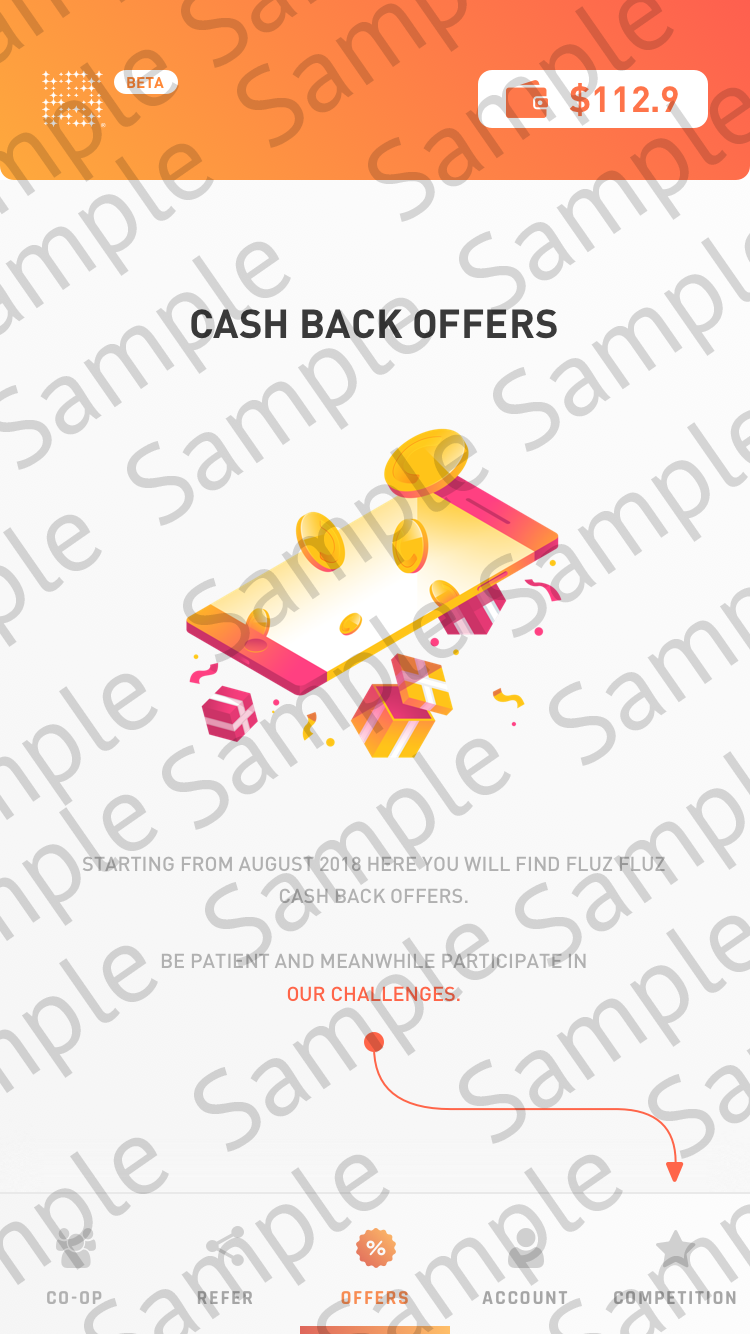 BETA
$112.9
CASH BACK OFFERS
STARTING FROM AUGUST 2018 HERE YOU WILL FIND FLUZ FLUZ
CASH BACK OFFERS.
BE PATIENT AND MEANWHILE PARTICIPATE IN
OUR CHALLENGES.
%
CO-OP
REFER
OFFERS
ACCOUNT
COMPETITION
Sample